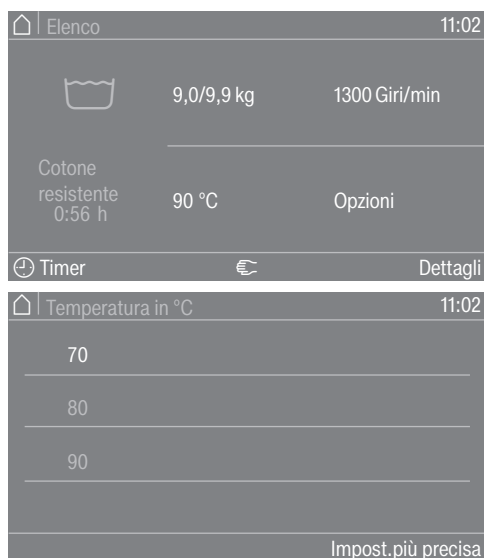 Elenco 11:02
9,0/9,9 kg 1300 Giri/min
Cotone
resistente
0:56 h
90 °C Opzioni
Timer Dettagli
Temperatura in °C 11:02
70
80
90
Impost.più precisa